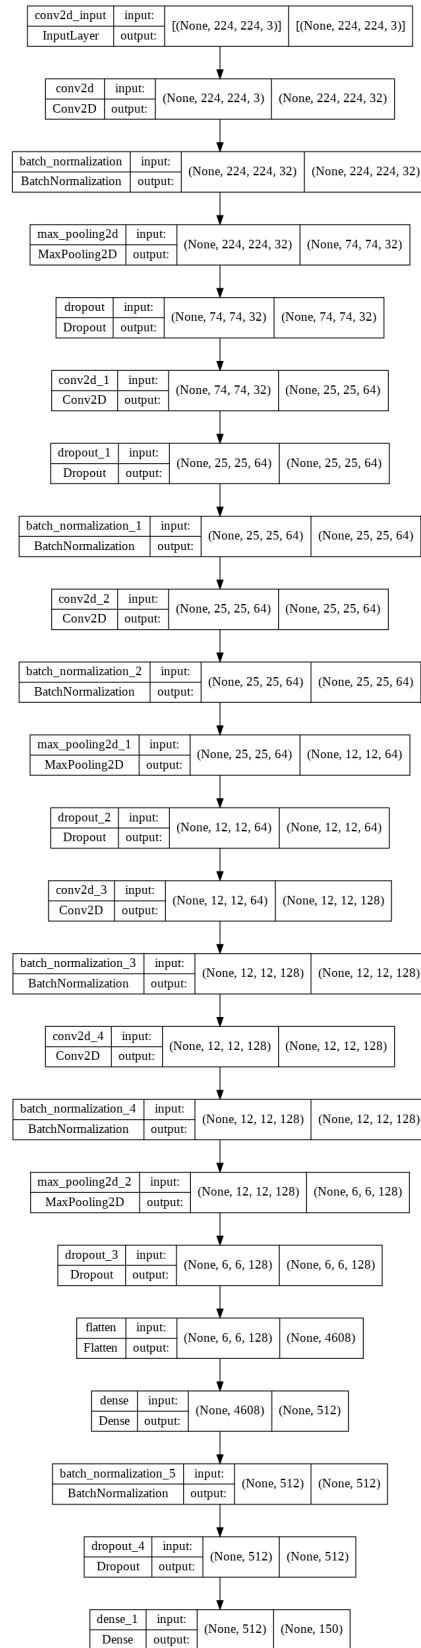 conv2d_input input: [(None, 224, 224, 3)] [(None, 224, 224, 3)]
InputLayer output:
conv2d input: (None, 224, 224, 3) (None, 224, 224, 32)
Conv2D output:
batch_normalization input: (None, 224, 224, 32) (None, 224, 224, 32)
BatchNormalization output:
max_pooling2d input: (None, 224, 224, 32) (None, 74, 74, 32)
MaxPooling2D output:
dropout input: (None, 74, 74, 32) (None, 74, 74, 32)
Dropout output:
conv2d_1 input: (None, 74, 74, 32) (None, 25, 25, 64)
Conv2D output:
dropout_1 input: (None, 25, 25, 64) (None, 25, 25, 64)
Dropout output:
batch_normalization_1 input: (None, 25, 25, 64) (None, 25, 25, 64)
BatchNormalization output:
conv2d_2 input: (None, 25, 25, 64) (None, 25, 25, 64)
Conv2D output:
batch_normalization_2 input: (None, 25, 25, 64) (None, 25, 25, 64)
BatchNormalization output:
max_pooling2d_1 input: (None, 25, 25, 64) (None, 12, 12, 64)
MaxPooling2D output:
dropout_2 input: (None, 12, 12, 64) (None, 12, 12, 64)
Dropout output:
conv2d_3 input: (None, 12, 12, 64) (None, 12, 12, 128)
Conv2D output:
batch_normalization_3 input: (None, 12, 12, 128) (None, 12, 12, 128)
BatchNormalization output:
conv2d_4 input: (None, 12, 12, 128) (None, 12, 12, 128)
Conv2D output:
batch_normalization_4 input: (None, 12, 12, 128) (None, 12, 12, 128)
BatchNormalization output:
max_pooling2d_2 input: (None, 12, 12, 128) (None, 6, 6, 128)
MaxPooling2D output:
dropout_3 input: (None, 6, 6, 128) (None, 6, 6, 128)
Dropout output:
flatten input: (None, 6, 6, 128) (None, 4608)
Flatten output:
dense input: (None, 4608) (None, 512)
Dense output:
batch_normalization_5 input: (None, 512) (None, 512)
BatchNormalization output:
dropout_4 input: (None, 512) (None, 512)
Dropout output:
dense_1 input: (None, 512) (None, 150)
Dense output: